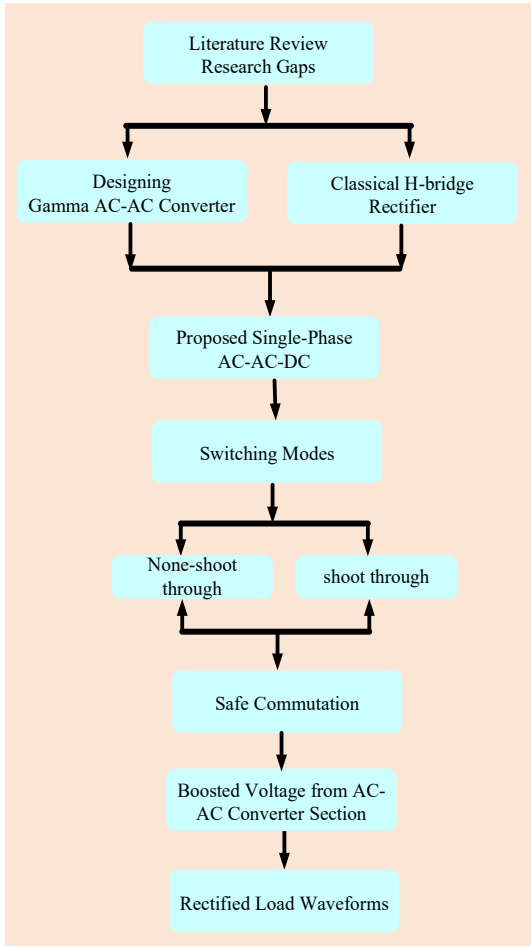 Literature Review
Research Gaps
Designing
Gamma AC-AC Converter
Classical H-bridge
Rectifier
Proposed Single-Phase
AC-AC-DC
Switching Modes
None-shoot
through
shoot through
Safe Commutation
Boosted Voltage from AC-
AC Converter Section
Rectified Load Waveforms